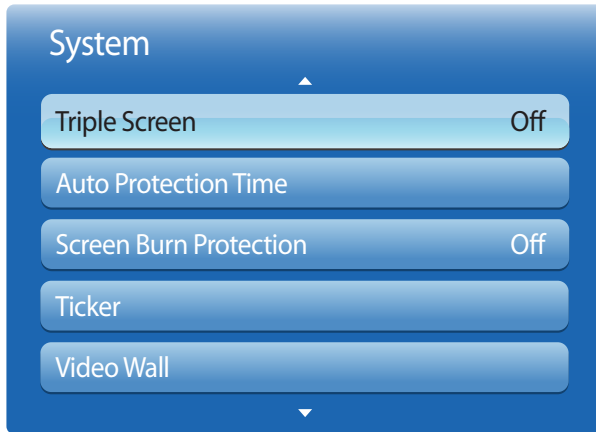 System
Triple Screen Off
Auto Protection Time
Screen Burn Protection Off
Ticker
Video Wall